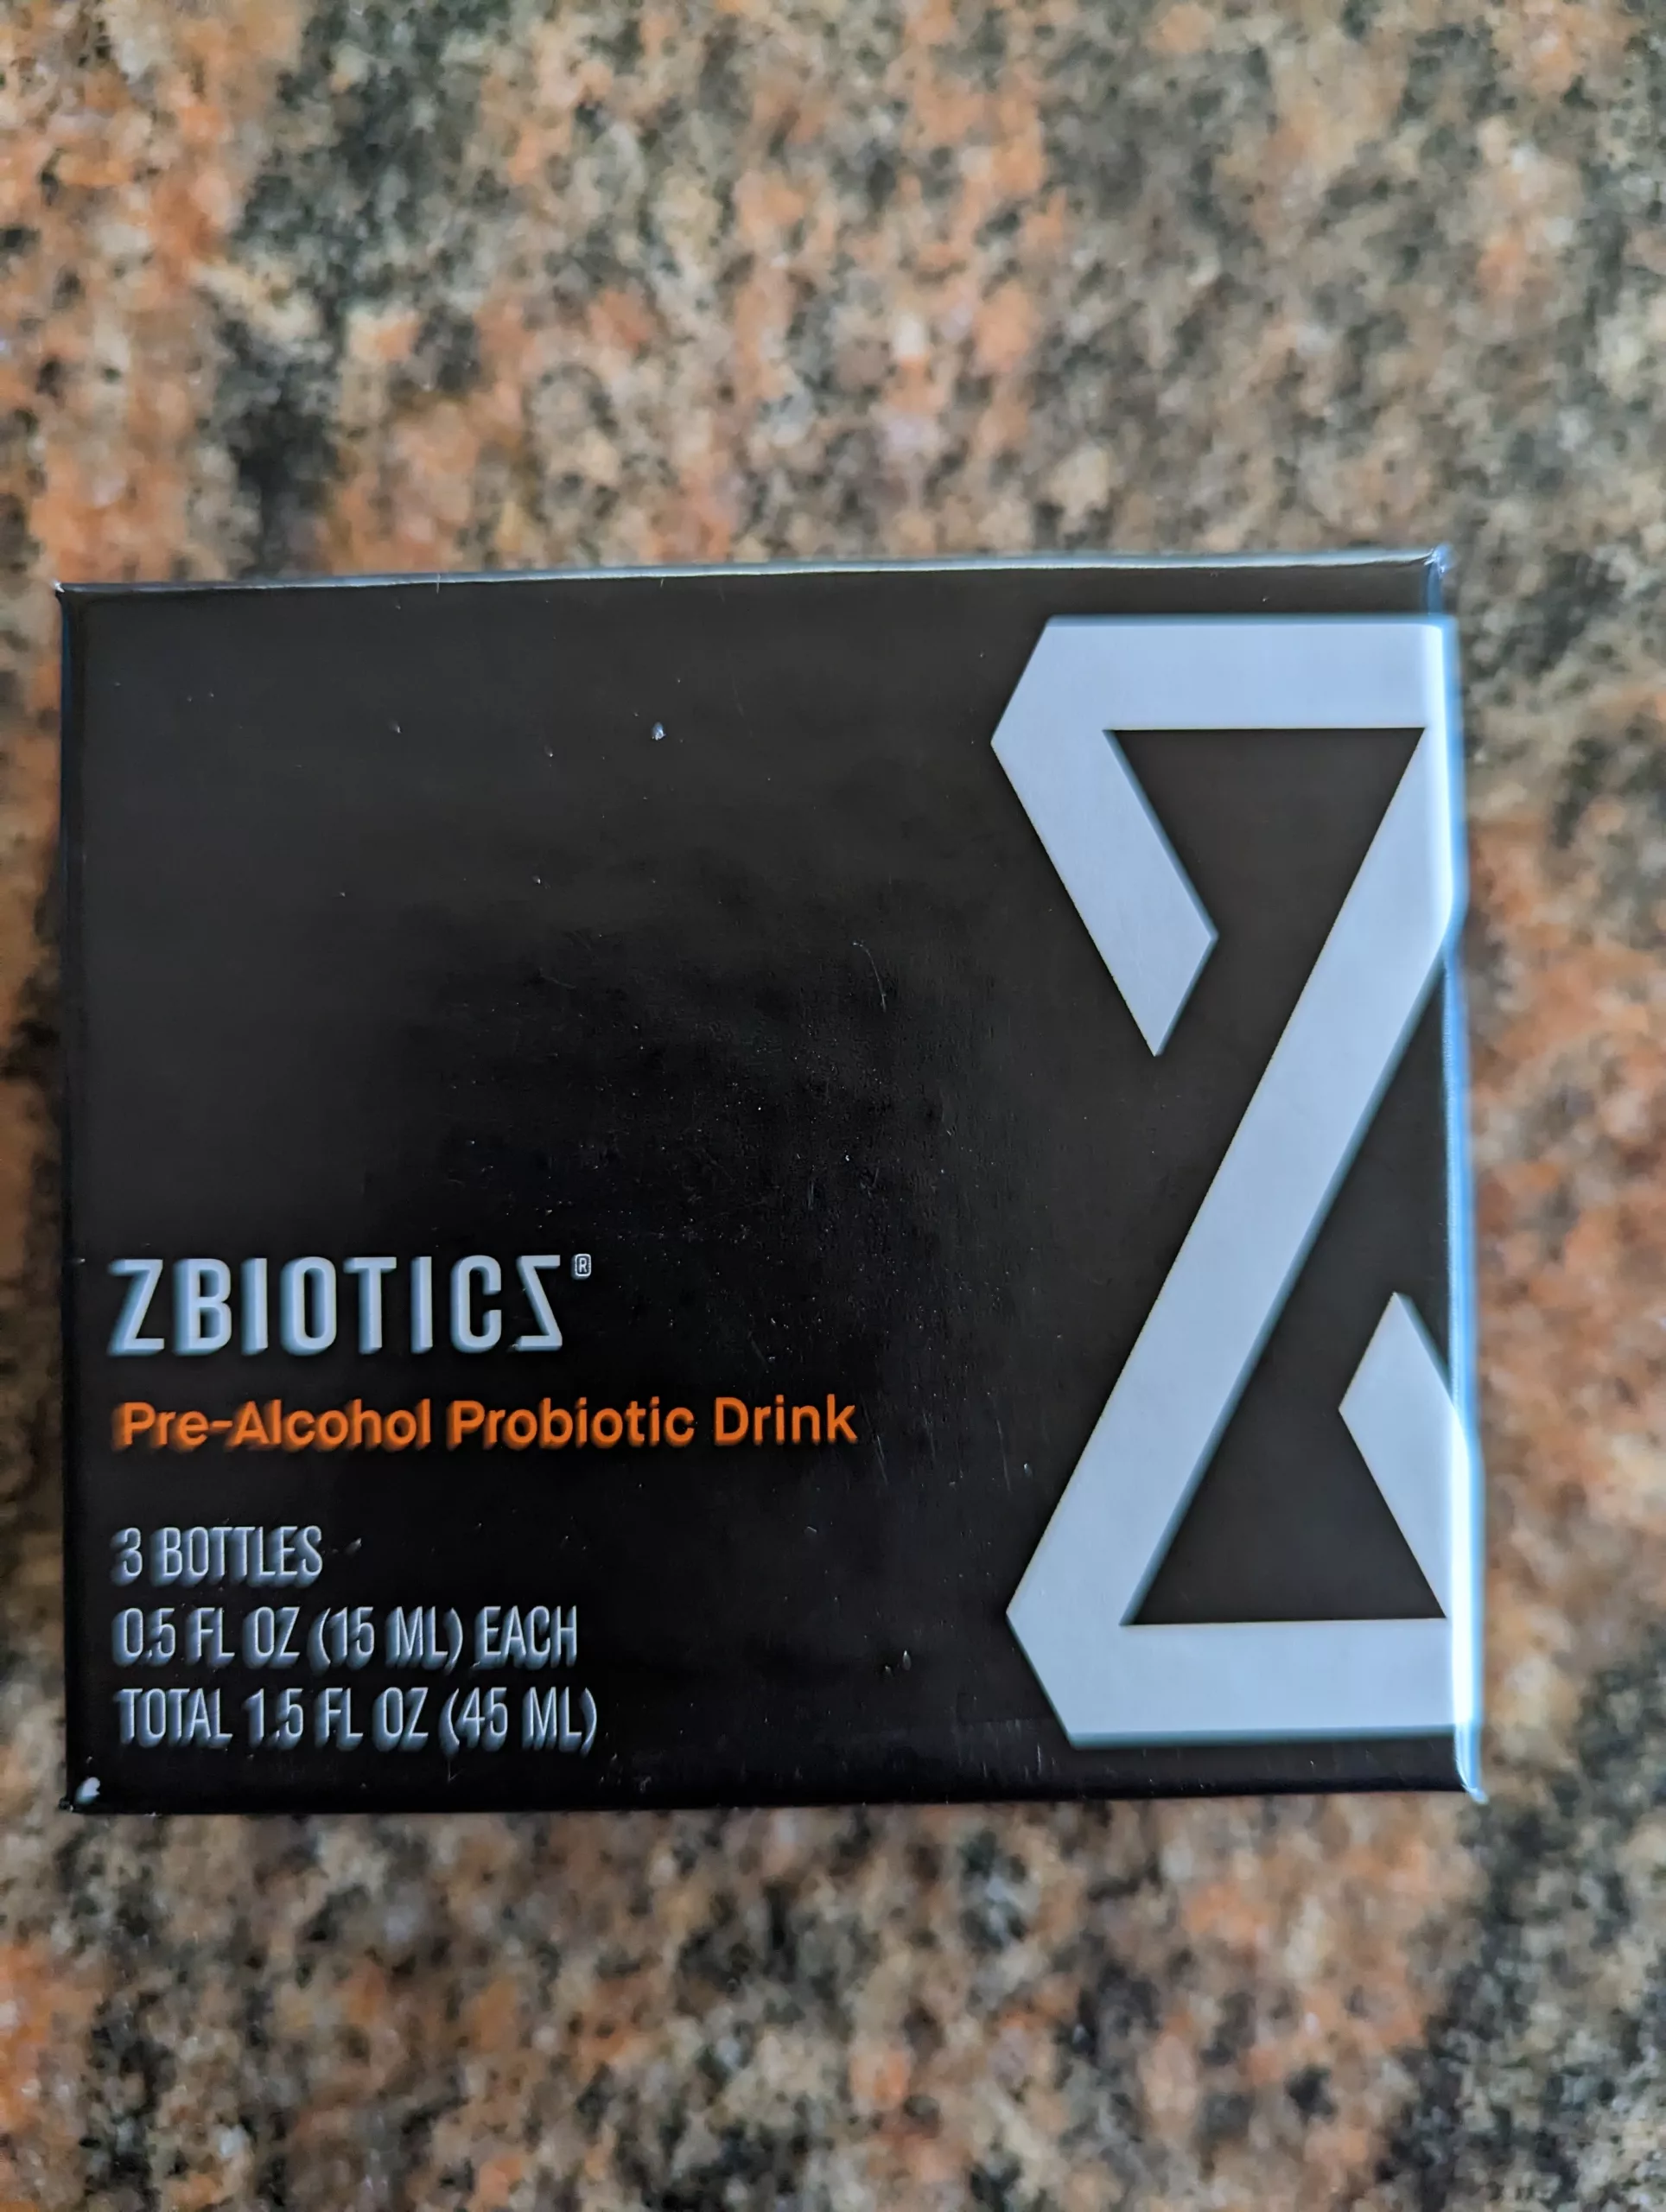 ZBIOTICS®
Pre-Alcohol Probiotic Drink
3 BOTTLES
0.5 FL OZ (15 ML) EACH
TOTAL 1.5 FL OZ (45 ML)